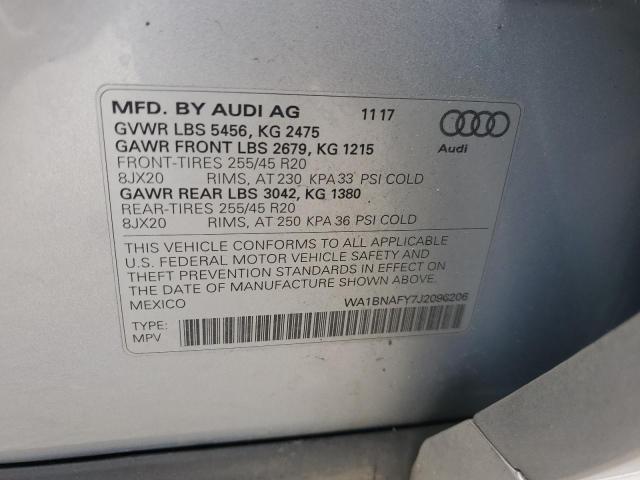 MFD. BY AUDI AG 11 17
GVWR LBS 5456, KG 2475
GAWR FRONT LBS 2679, KG 1215
FRONT-TIRES 255/45 R20
8JX20 RIMS, AT 230 KPA 33 PSI COLD
GAWR REAR LBS 3042, KG 1380
REAR-TIRES 255/45 R20
8JX20 RIMS, AT 250 KPA 36 PSI COLD
Audi
THIS VEHICLE CONFORMS TO ALL APPLICABLE
U.S. FEDERAL MOTOR VEHICLE SAFETY AND
THEFT PREVENTION STANDARDS IN EFFECT ON
THE DATE OF MANUFACTURE SHOWN ABOVE.
MEXICO WA1BNAFY7J2096206
TYPE:
MPV